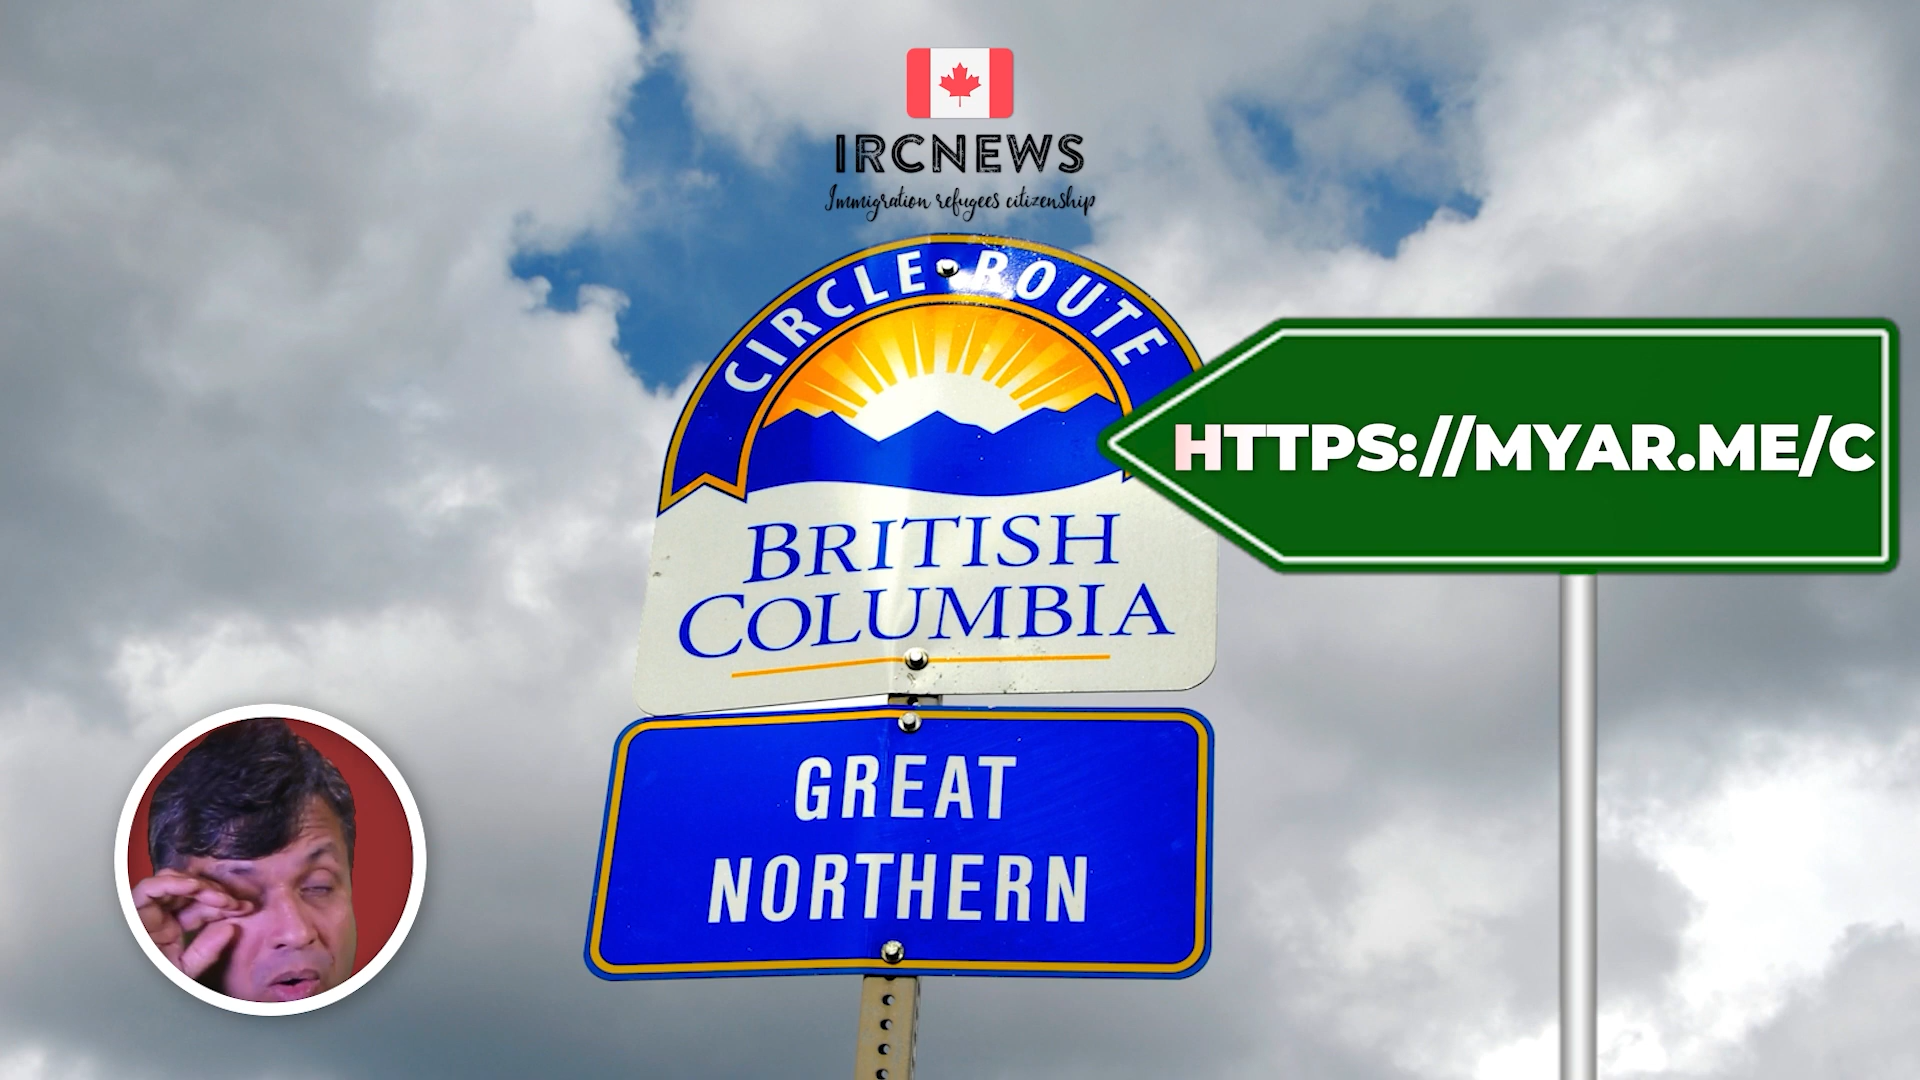 IRCNEWS
Immigration refugees citizenship
CIRCLE ROUTE
BRITISH
COLUMBIA
GREAT
NORTHERN
HTTPS://MYAR.ME/C